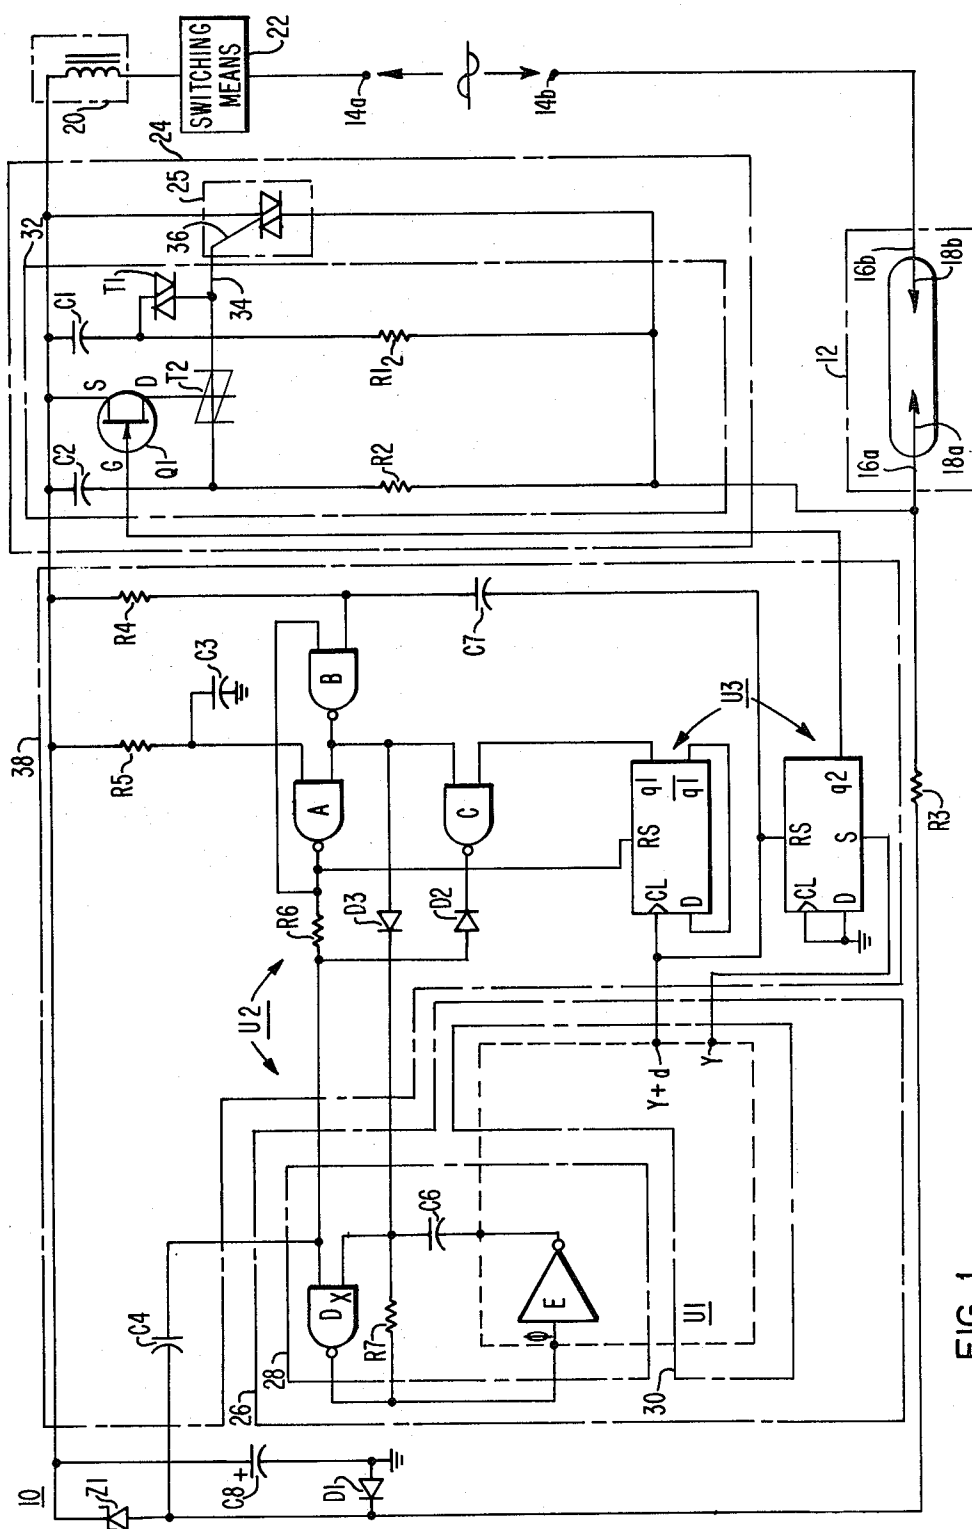 10
Z1
C8 +
D1
C4
26
28
D
X
R7
C6
E
ϕ
U1
30
Y + d
Y
38
U2
R5
C3
R4
A
B
C
R6
D3
D2
C7
U3
RS
q1
q1
CL
D
RS
q2
CL
S
D
R3
32
C2
G
S
D
Q1
T2
C1
T1
34
36
25
24
R2
R12
20
SWITCHING
MEANS
22
14a
14b
12
16a
18a
16b
18b
FIG. 1